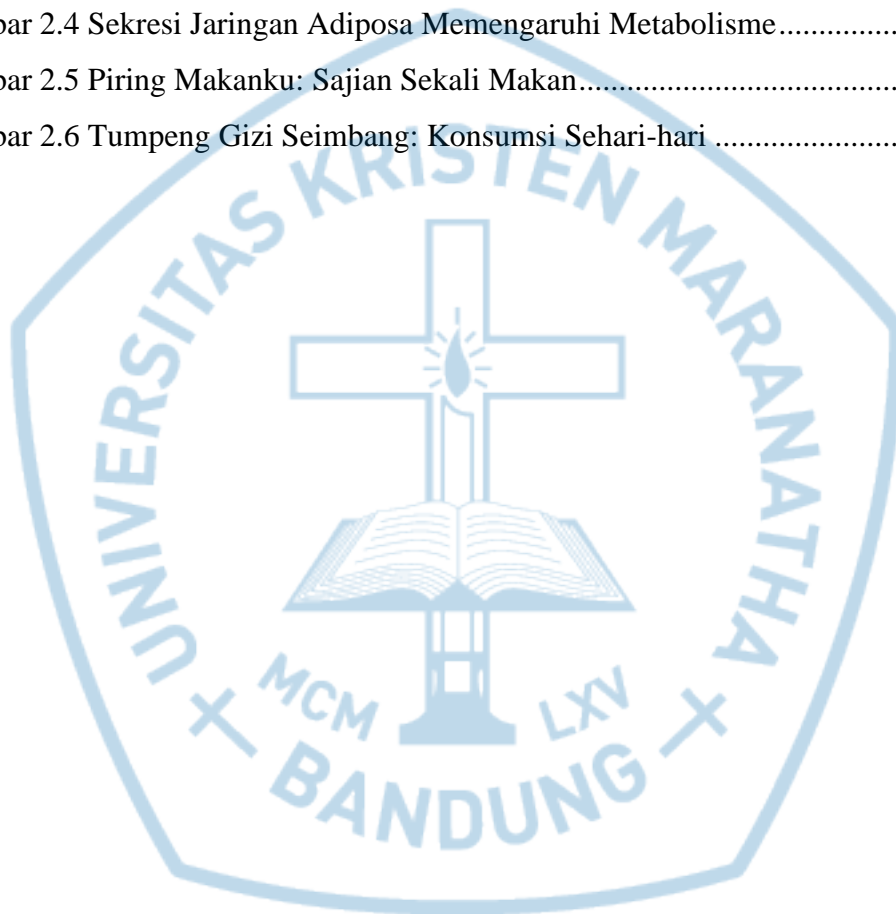 bar 2.4 Sekresi Jaringan Adiposa Memengaruhi Metabolisme................
bar 2.5 Piring Makanku: Sajian Sekali Makan..........................................
bar 2.6 Tumpeng Gizi Seimbang: Konsumsi Sehari-hari ........................
UNIVERSITAS KRISTEN MARANATHA
MCM LXV
BANDUNG